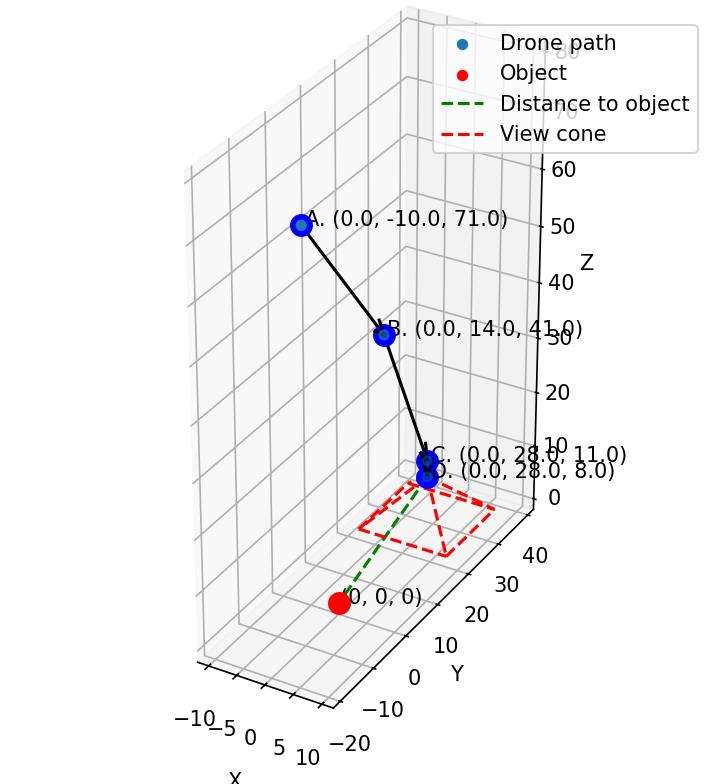 Drone path
Object
Distance to object
View cone
80
70
60
50
Z
40
30
20
10
0
A. (0.0, -10.0, 71.0)
B. (0.0, 14.0, 41.0)
C. (0.0, 28.0, 11.0)
D. (0.0, 28.0, 8.0)
(0, 0, 0)
40
30
20
10
Y
0
−10
−20
−10
−5
0
5
10
X